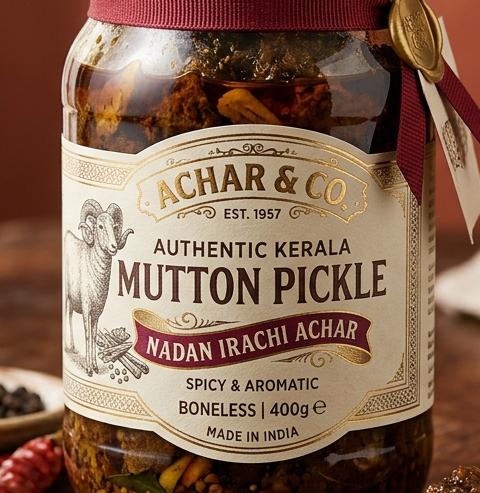 ACHAR & CO.
EST. 1957
AUTHENTIC KERALA
MUTTON PICKLE
NADAN IRACHI ACHAR
SPICY & AROMATIC
BONELESS | 400g ℮
MADE IN INDIA